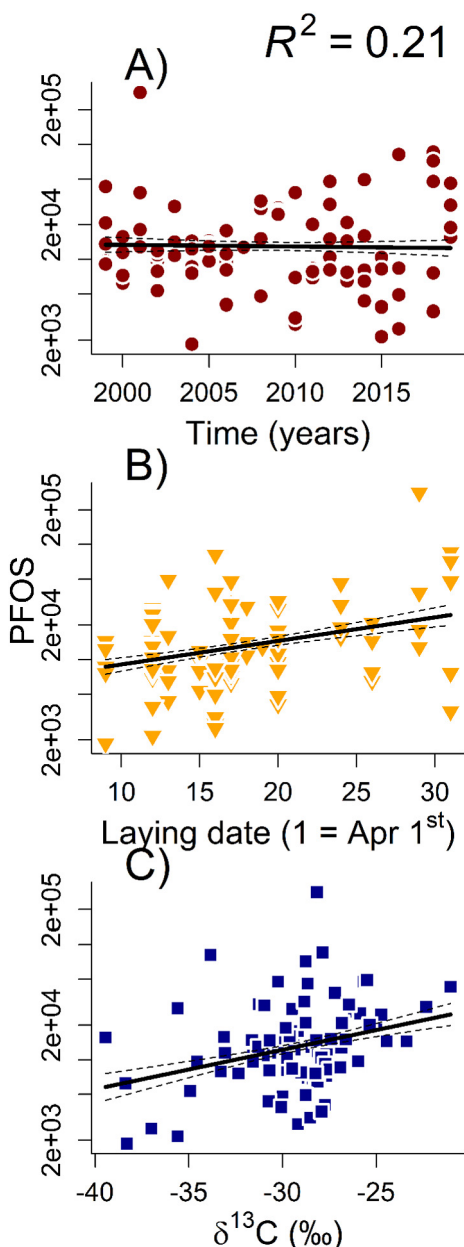 A)
R² = 0.21
2e+05
2e+04
2e+03
2000 2005 2010 2015
Time (years)
B)
PFOS
2e+05
2e+04
2e+03
10 15 20 25 30
Laying date (1 = Apr 1ˢᵗ)
C)
2e+05
2e+04
2e+03
-40 -35 -30 -25
δ¹³C (‰)